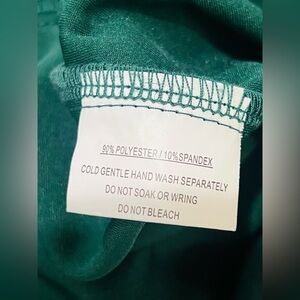 90% POLYESTER / 10% SPANDEX
COLD GENTLE HAND WASH SEPARATELY
DO NOT SOAK OR WRING
DO NOT BLEACH